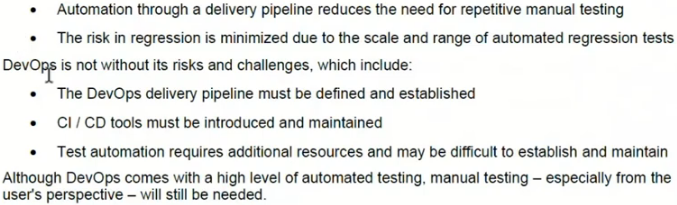 • Automation through a delivery pipeline reduces the need for repetitive manual testing
• The risk in regression is minimized due to the scale and range of automated regression tests
DevOps is not without its risks and challenges, which include:
• The DevOps delivery pipeline must be defined and established
• CI / CD tools must be introduced and maintained
• Test automation requires additional resources and may be difficult to establish and maintain
Although DevOps comes with a high level of automated testing, manual testing – especially from the
user's perspective – will still be needed.